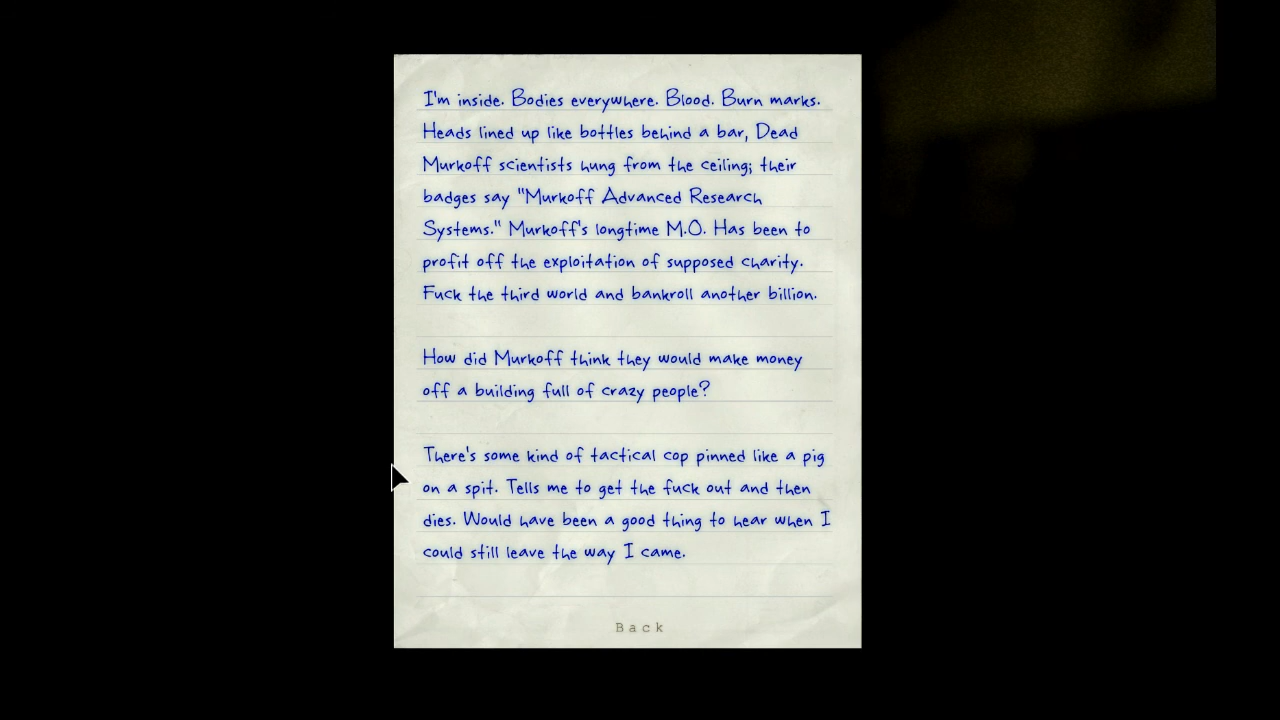 I'm inside. Bodies everywhere. Blood. Burn marks.
Heads lined up like bottles behind a bar, Dead
Murkoff scientists hung from the ceiling; their
badges say "Murkoff Advanced Research
Systems." Murkoff's longtime M.O. Has been to
profit off the exploitation of supposed charity.
Fuck the third world and bankroll another billion.
How did Murkoff think they would make money
off a building full of crazy people?
There's some kind of tactical cop pinned like a pig
on a spit. Tells me to get the fuck out and then
dies. Would have been a good thing to hear when I
could still leave the way I came.
Back